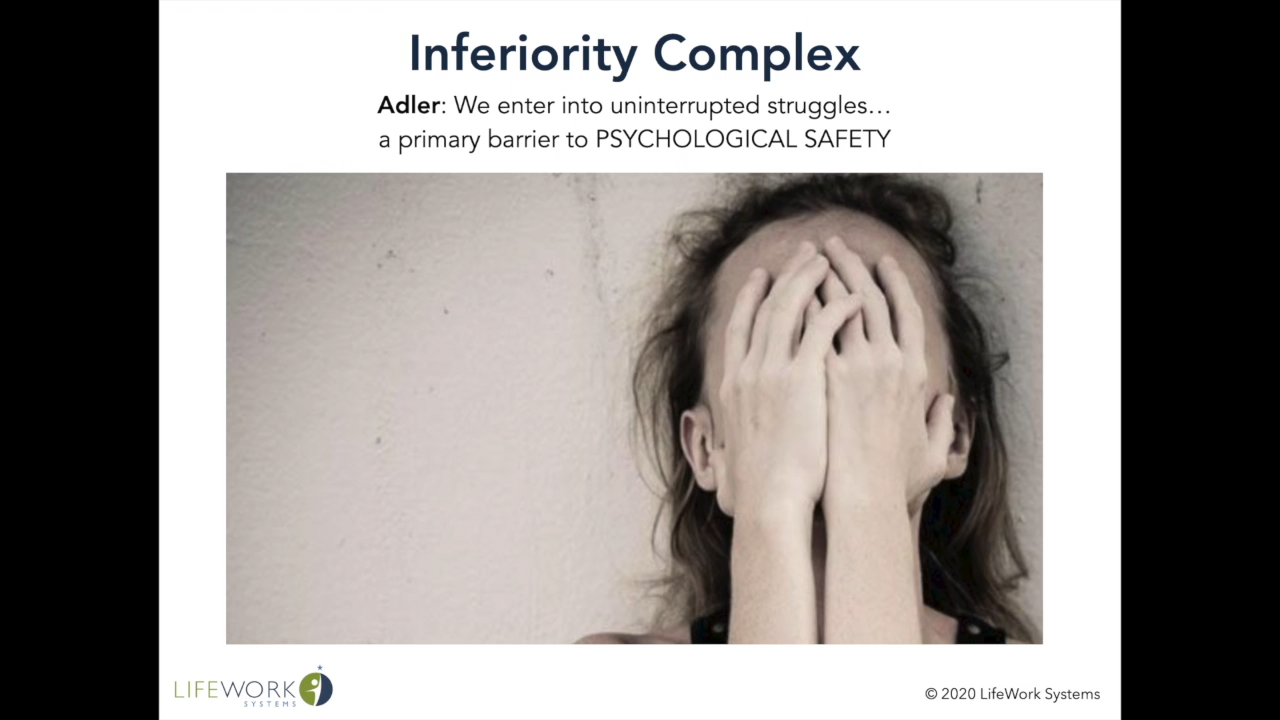 Inferiority Complex
Adler: We enter into uninterrupted struggles…
a primary barrier to PSYCHOLOGICAL SAFETY
LIFEWORK
SYSTEMS
© 2020 LifeWork Systems